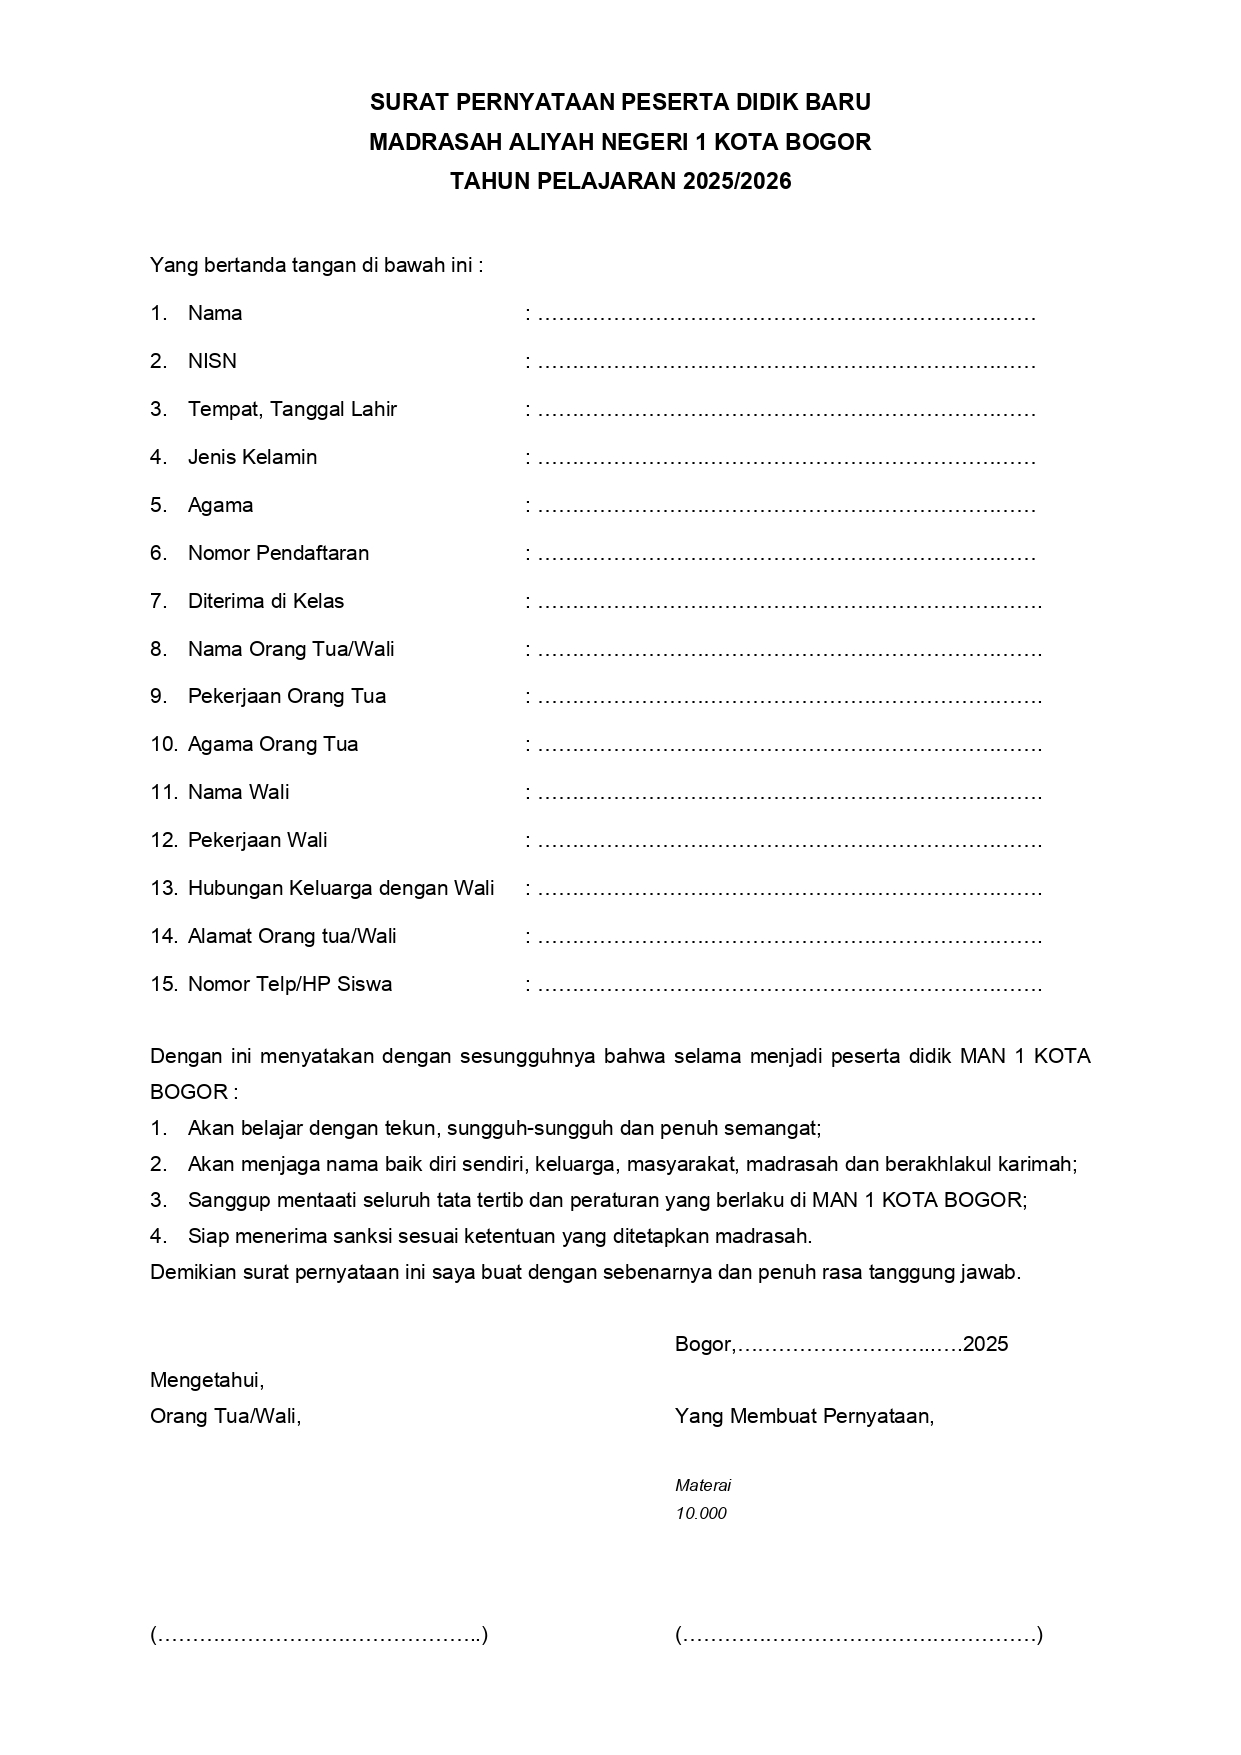 SURAT PERNYATAAN PESERTA DIDIK BARU
MADRASAH ALIYAH NEGERI 1 KOTA BOGOR
TAHUN PELAJARAN 2025/2026
Yang bertanda tangan di bawah ini :
1. Nama : ………………………………………………………………
2. NISN : ………………………………………………………………
3. Tempat, Tanggal Lahir : ………………………………………………………………
4. Jenis Kelamin : ………………………………………………………………
5. Agama : ………………………………………………………………
6. Nomor Pendaftaran : ………………………………………………………………
7. Diterima di Kelas : ……………………………………………………………….
8. Nama Orang Tua/Wali : ……………………………………………………………….
9. Pekerjaan Orang Tua : ……………………………………………………………….
10. Agama Orang Tua : ……………………………………………………………….
11. Nama Wali : ……………………………………………………………….
12. Pekerjaan Wali : ……………………………………………………………….
13. Hubungan Keluarga dengan Wali : ……………………………………………………………….
14. Alamat Orang tua/Wali : ……………………………………………………………….
15. Nomor Telp/HP Siswa : ……………………………………………………………….
Dengan ini menyatakan dengan sesungguhnya bahwa selama menjadi peserta didik MAN 1 KOTA
BOGOR :
1. Akan belajar dengan tekun, sungguh-sungguh dan penuh semangat;
2. Akan menjaga nama baik diri sendiri, keluarga, masyarakat, madrasah dan berakhlakul karimah;
3. Sanggup mentaati seluruh tata tertib dan peraturan yang berlaku di MAN 1 KOTA BOGOR;
4. Siap menerima sanksi sesuai ketentuan yang ditetapkan madrasah.
Demikian surat pernyataan ini saya buat dengan sebenarnya dan penuh rasa tanggung jawab.
Bogor,………………………..….2025
Mengetahui,
Orang Tua/Wali, Yang Membuat Pernyataan,
Materai
10.000
(………………………………………..) (……………………………………………)